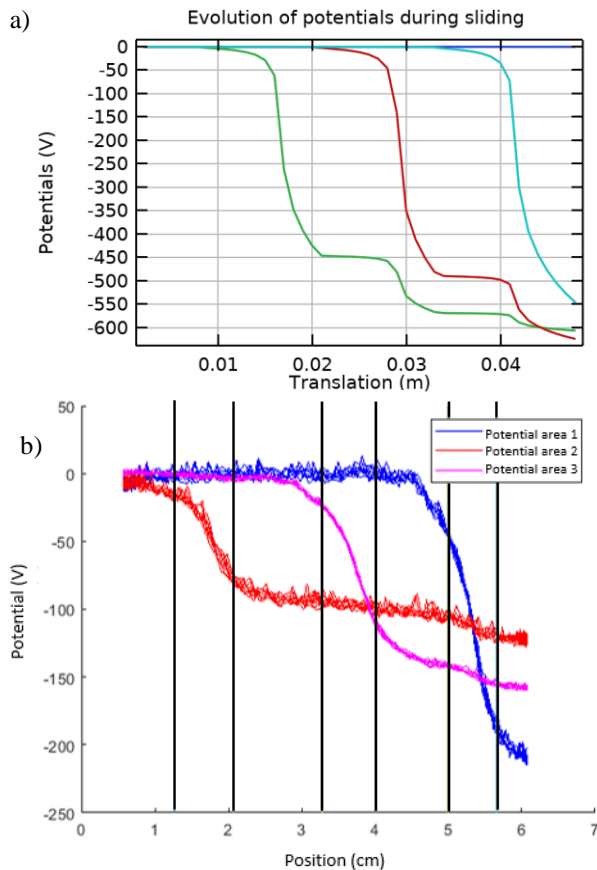 a)
Evolution of potentials during sliding
Potentials (V)
0
-50
-100
-150
-200
-250
-300
-350
-400
-450
-500
-550
-600
0.01 0.02 0.03 0.04
Translation (m)
b)
Potential (V)
50
0
-50
-100
-150
-200
-250
Potential area 1
Potential area 2
Potential area 3
0 1 2 3 4 5 6 7
Position (cm)